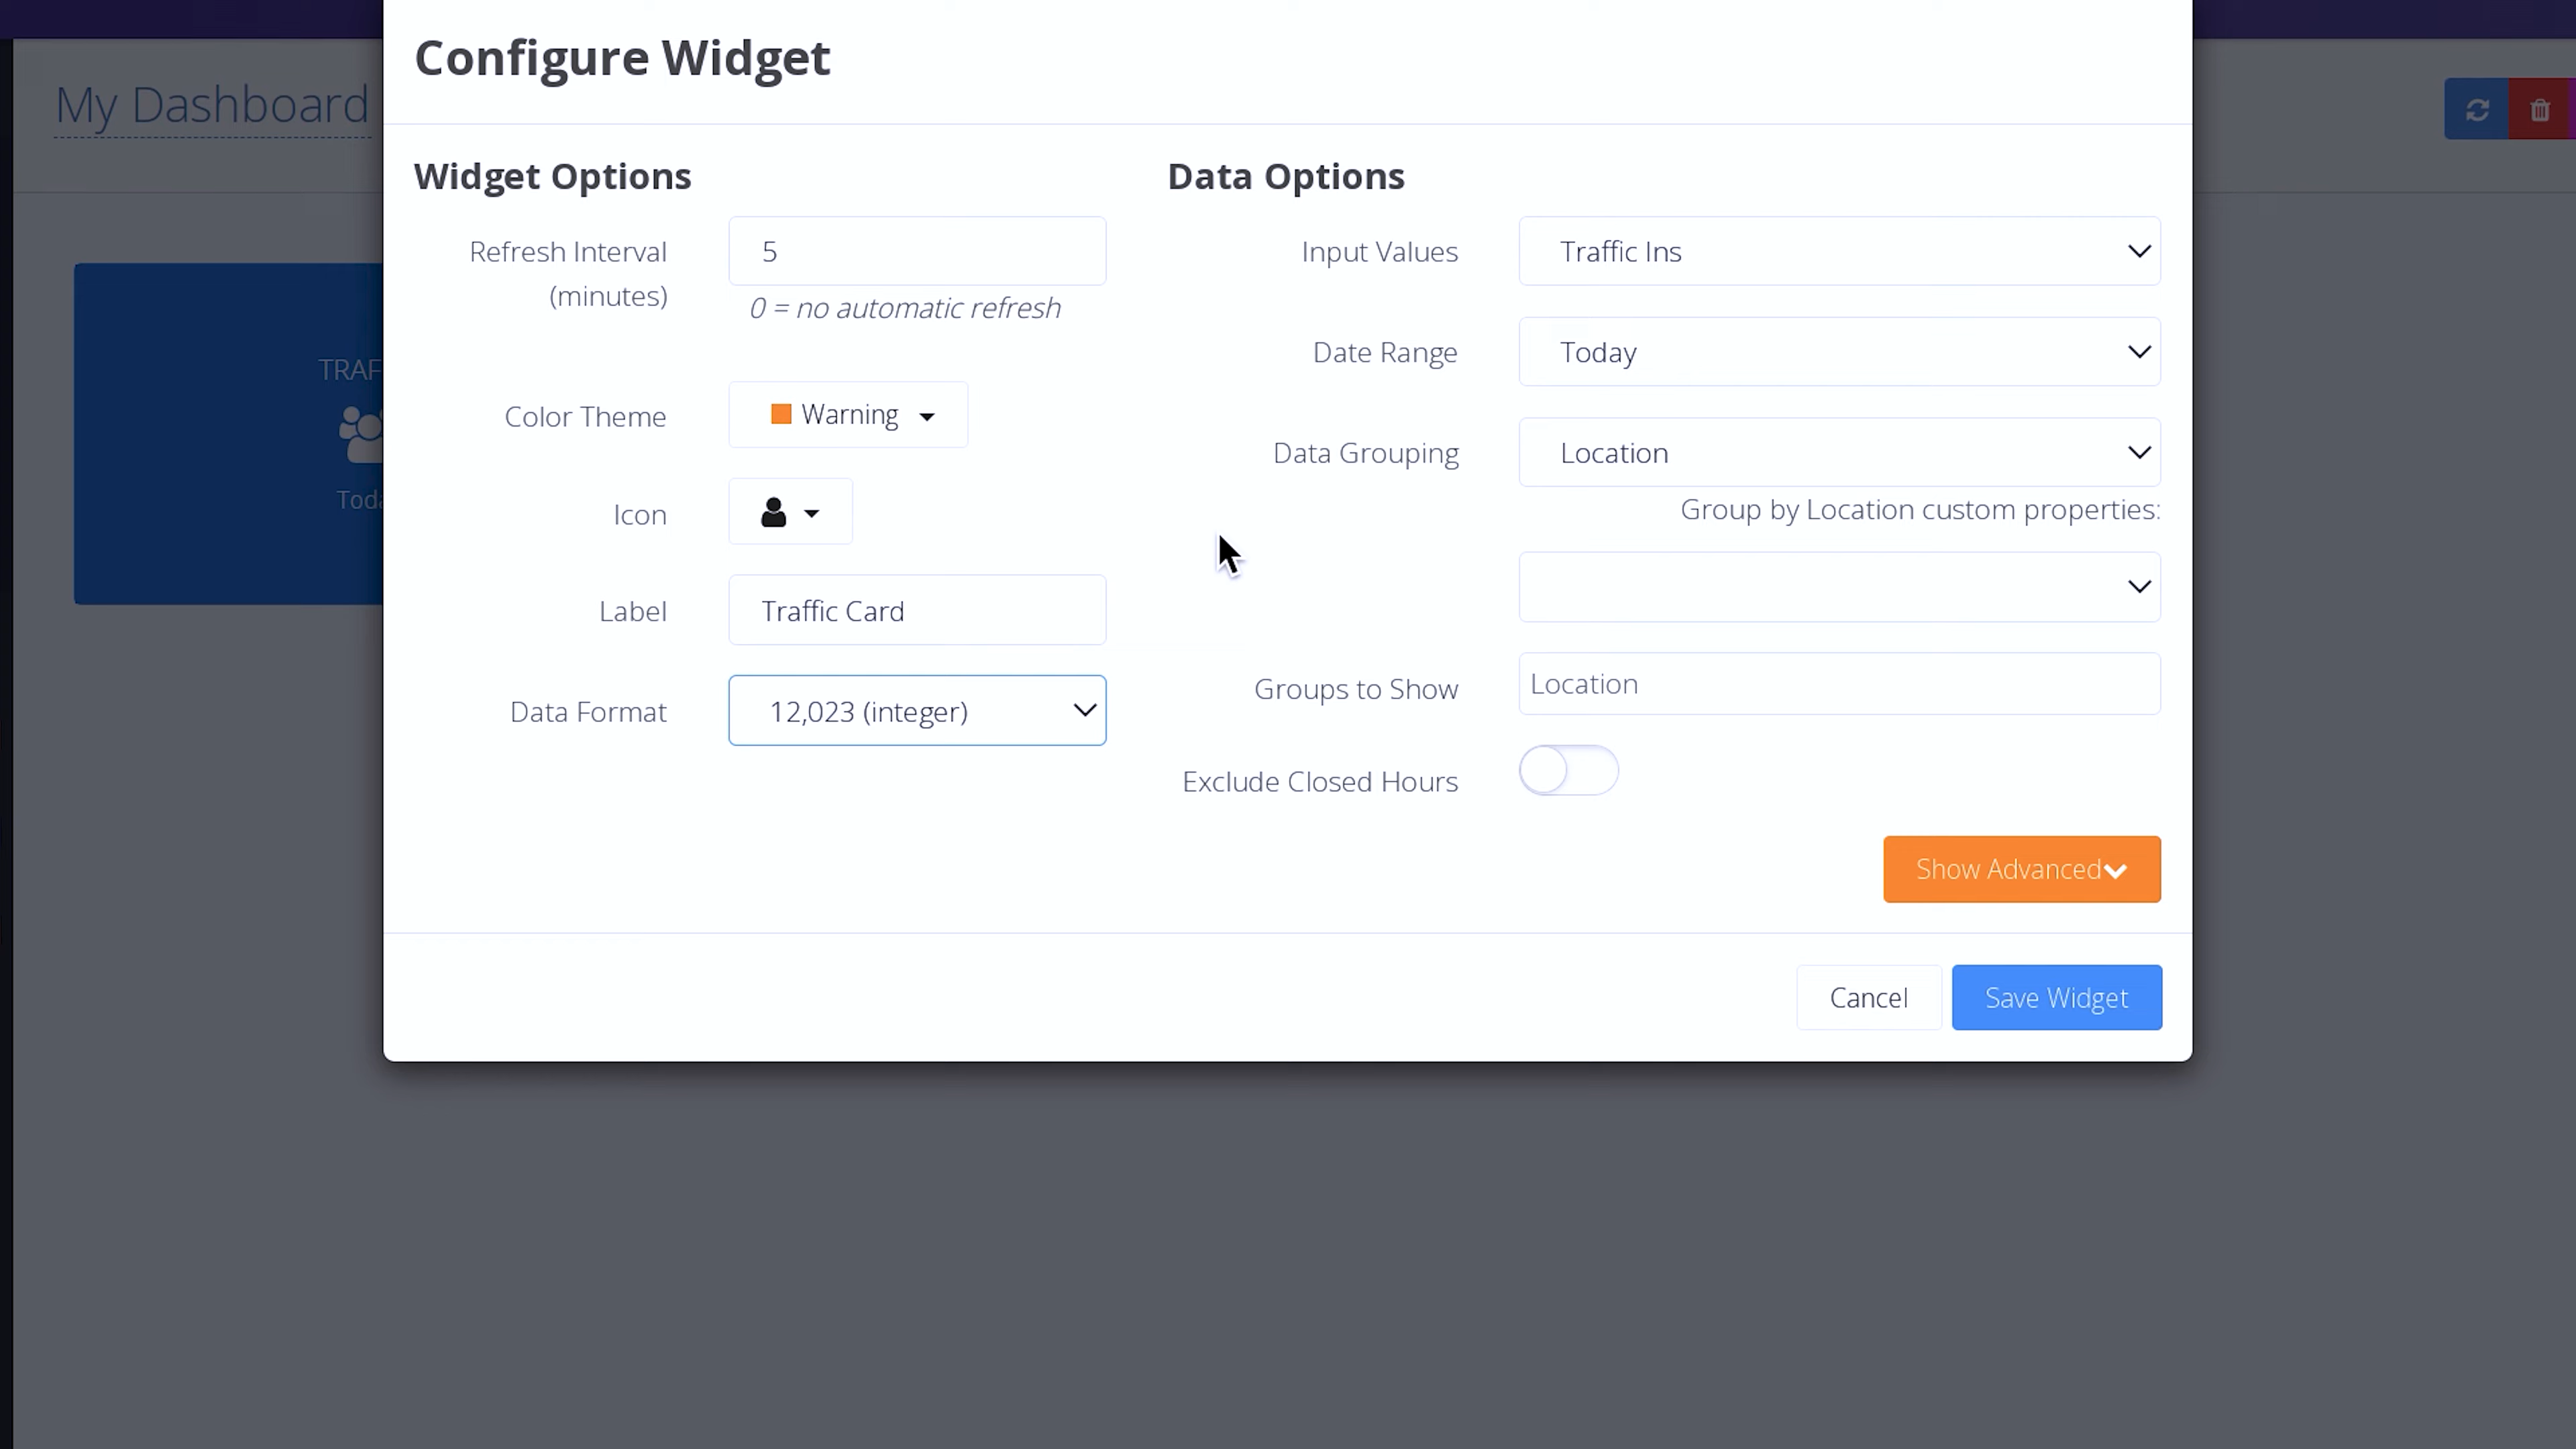 Configure Widget
My Dashboard
Widget Options
Data Options
Refresh Interval
(minutes)
5
0 = no automatic refresh
Color Theme
Warning
Icon
Label
Traffic Card
Data Format
12,023 (integer)
Input Values
Traffic Ins
Date Range
Today
Data Grouping
Location
Group by Location custom properties:
Groups to Show
Location
Exclude Closed Hours
Show Advanced
Cancel
Save Widget
TRAF
Toda